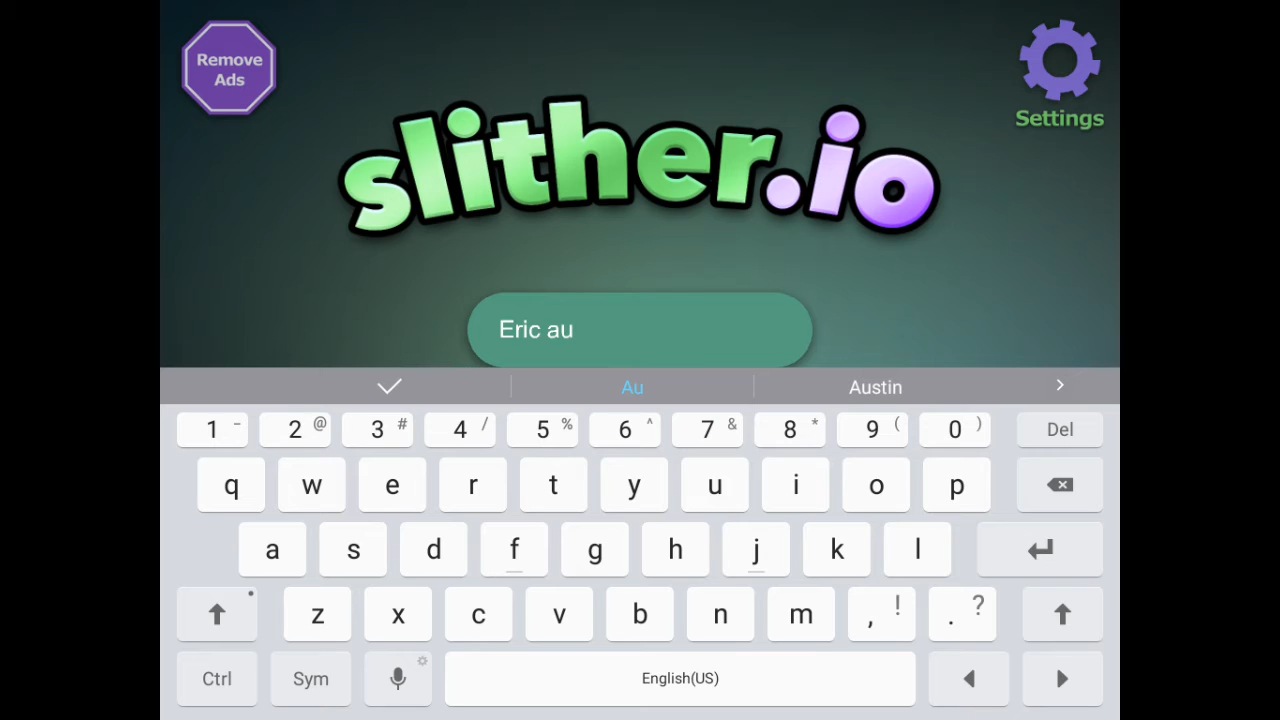 Remove
Ads
Settings
slither.io
Eric au
Au
Austin
1 - 2 @ 3 # 4 / 5 % 6 ^ 7 & 8 * 9 ( 0 ) Del
q w e r t y u i o p
a s d f g h j k l
z x c v b n m , ! . ?
Ctrl Sym English(US)